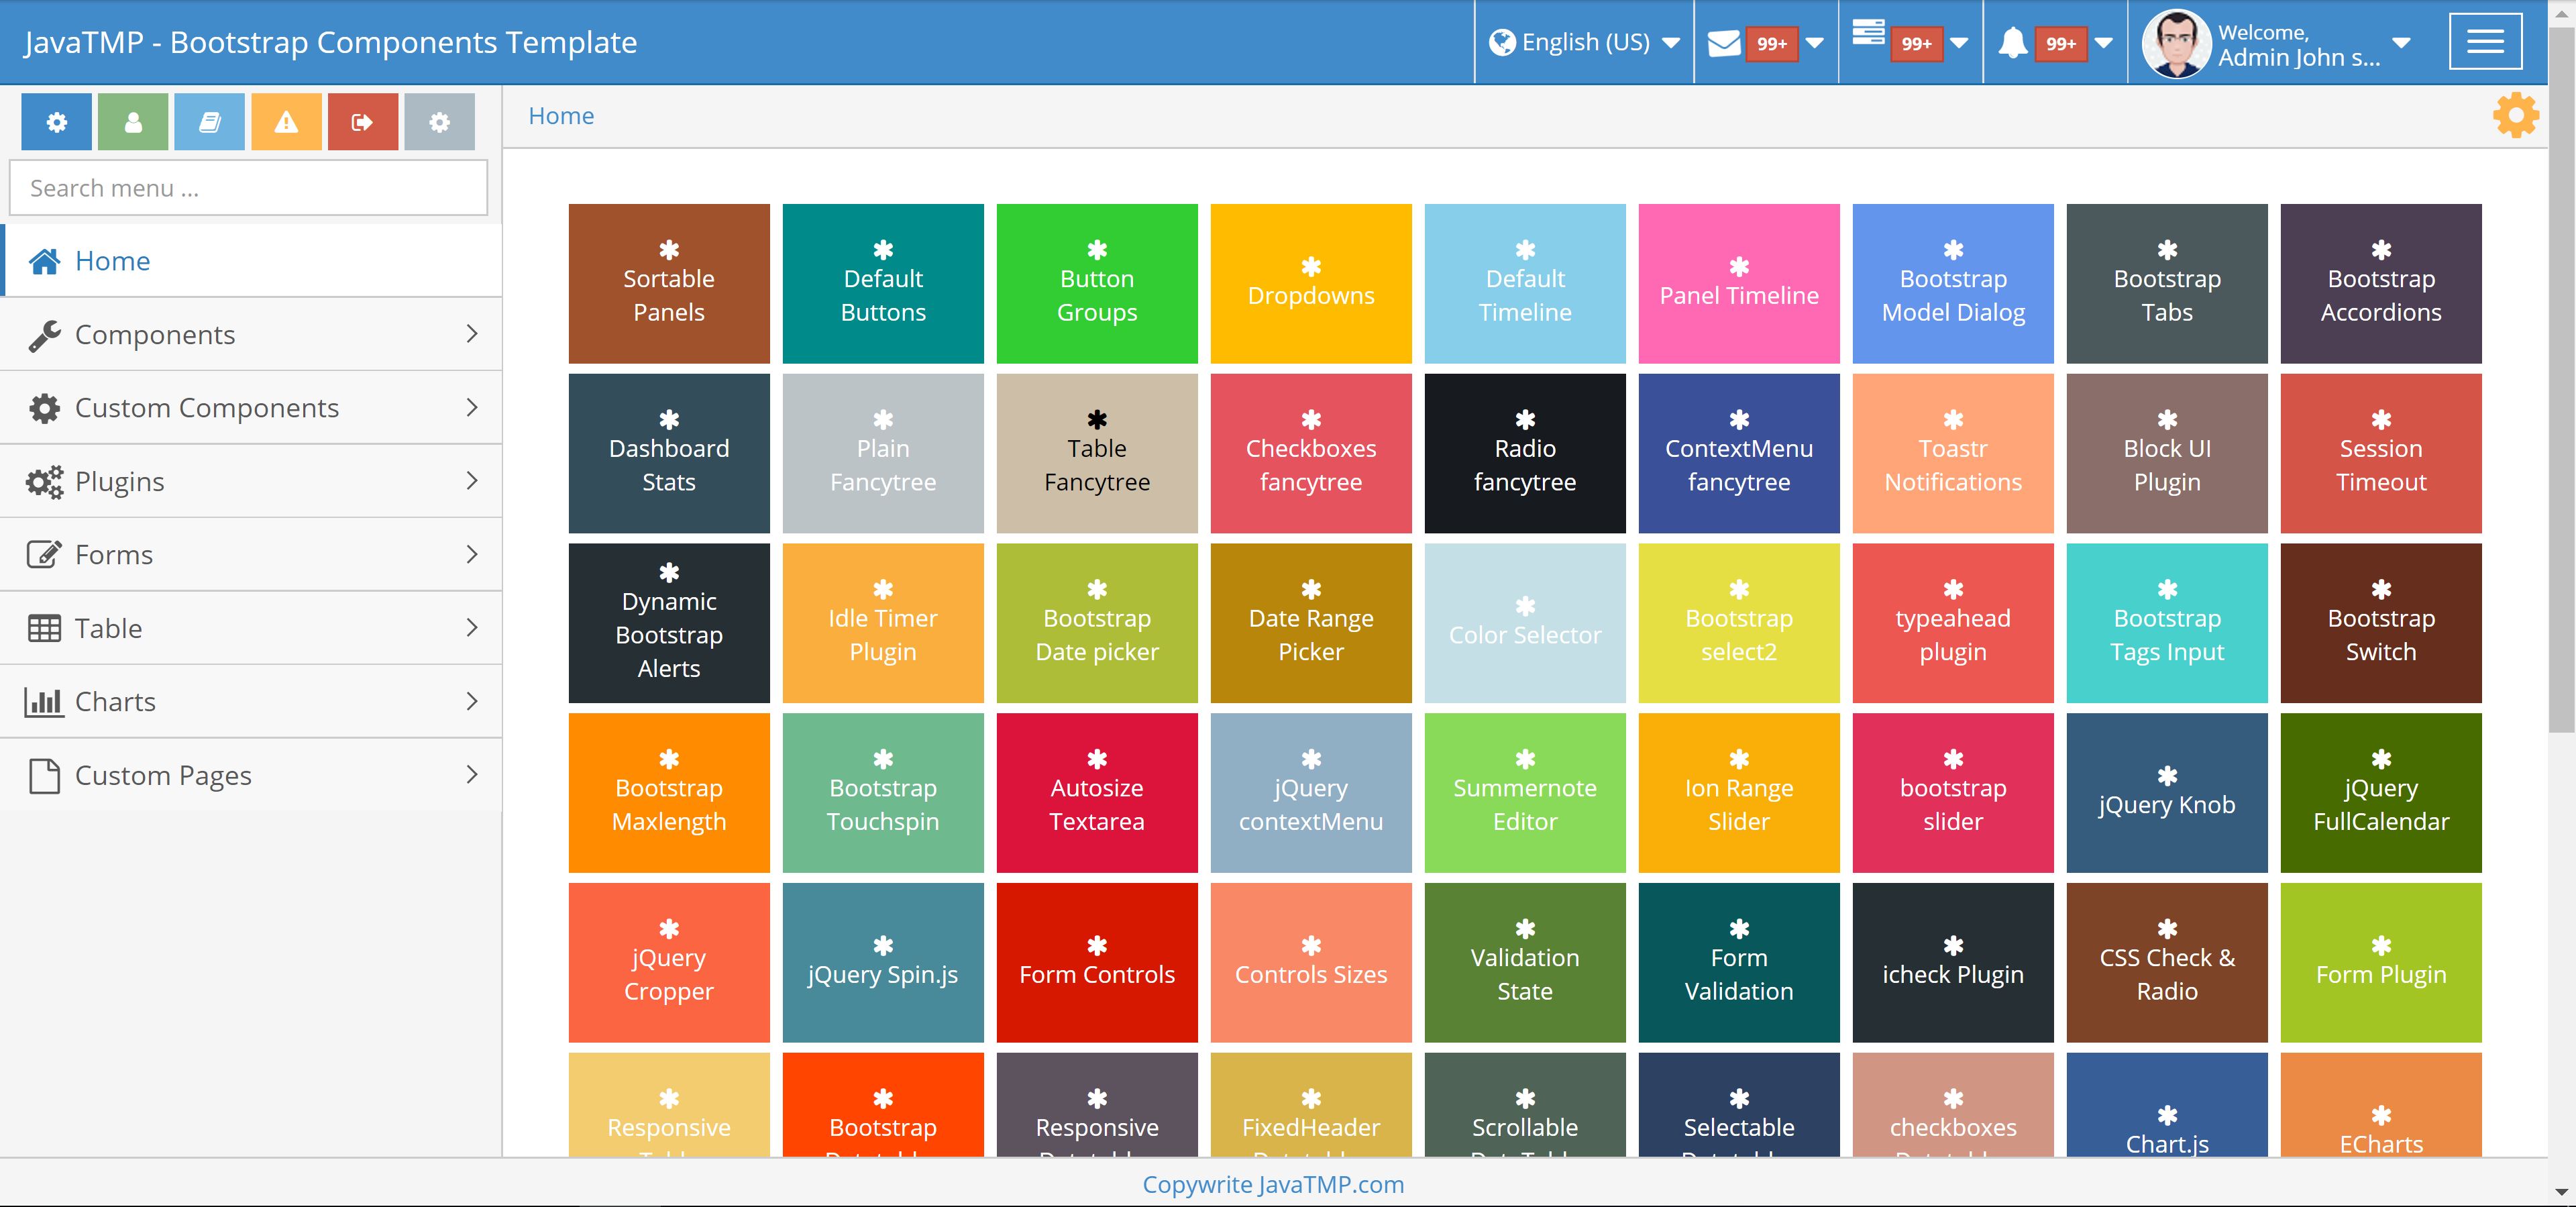 JavaTMP - Bootstrap Components Template
English (US)
99+
99+
99+
Welcome,
Admin John s...
Home
Search menu ...
Home
Components
Custom Components
Plugins
Forms
Table
Charts
Custom Pages
Sortable
Panels
Default
Buttons
Button
Groups
Dropdowns
Default
Timeline
Panel Timeline
Bootstrap
Model Dialog
Bootstrap
Tabs
Bootstrap
Accordions
Dashboard
Stats
Plain
Fancytree
Table
Fancytree
Checkboxes
fancytree
Radio
fancytree
ContextMenu
fancytree
Toastr
Notifications
Block UI
Plugin
Session
Timeout
Dynamic
Bootstrap
Alerts
Idle Timer
Plugin
Bootstrap
Date picker
Date Range
Picker
Color Selector
Bootstrap
select2
typeahead
plugin
Bootstrap
Tags Input
Bootstrap
Switch
Bootstrap
Maxlength
Bootstrap
Touchspin
Autosize
Textarea
jQuery
contextMenu
Summernote
Editor
Ion Range
Slider
bootstrap
slider
jQuery Knob
jQuery
FullCalendar
jQuery
Cropper
jQuery Spin.js
Form Controls
Controls Sizes
Validation
State
Form
Validation
icheck Plugin
CSS Check &
Radio
Form Plugin
Responsive
Bootstrap
Responsive
FixedHeader
Scrollable
Selectable
checkboxes
Chart.js
ECharts
Copywrite JavaTMP.com